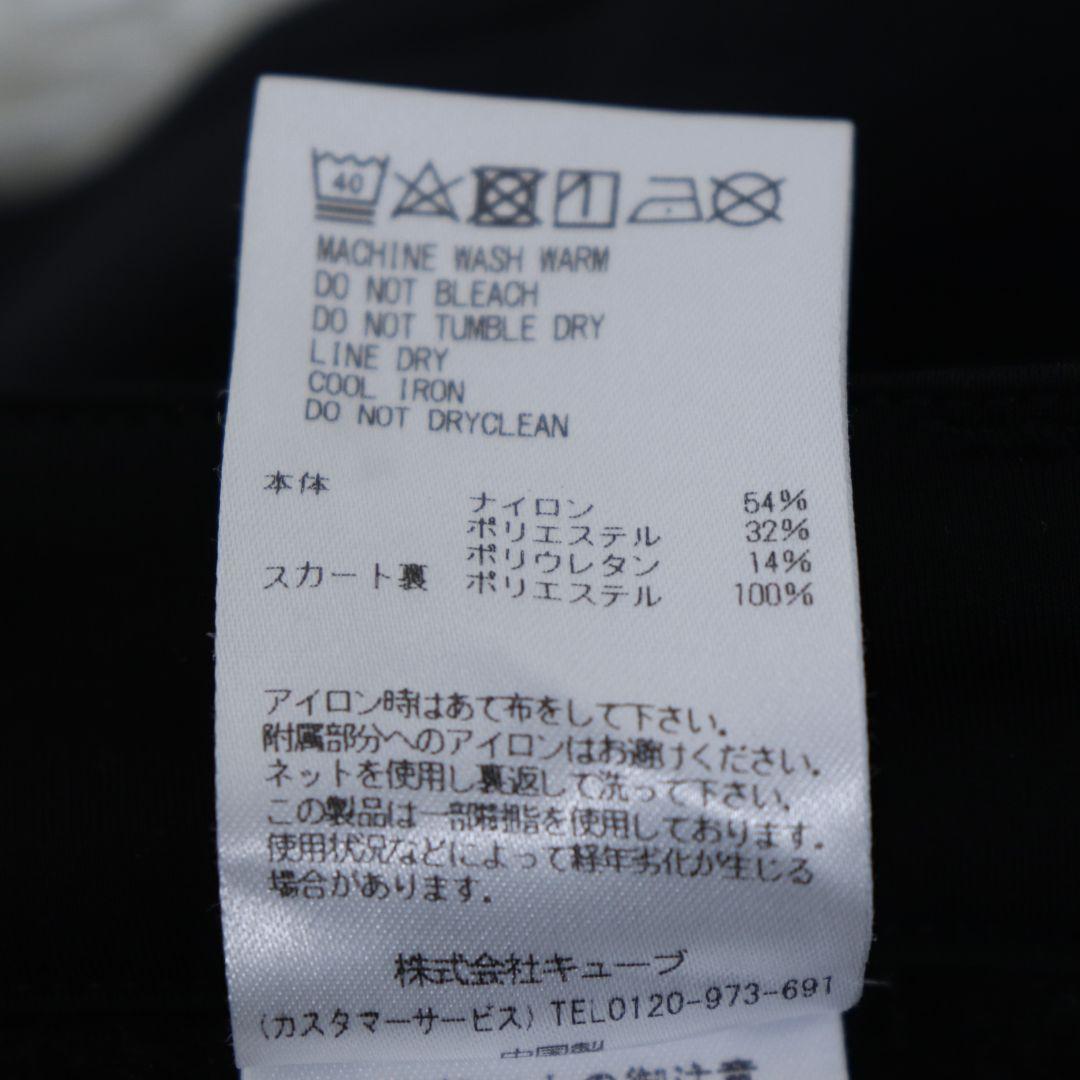 40
MACHINE WASH WARM
DO NOT BLEACH
DO NOT TUMBLE DRY
LINE DRY
COOL IRON
DO NOT DRYCLEAN
本体 ナイロン 54%
ポリエステル 32%
ポリウレタン 14%
スカート裏 ポリエステル 100%
アイロン時はあて布をして下さい。
附属部分へのアイロンはお避けください。
ネットを使用し裏返して洗って下さい。
この製品は一部樹脂を使用しております。
使用状況などによって経年劣化が生じる
場合があります。
株式会社キューブ
(カスタマーサービス) TEL0120-973-691
中国製
の御注意